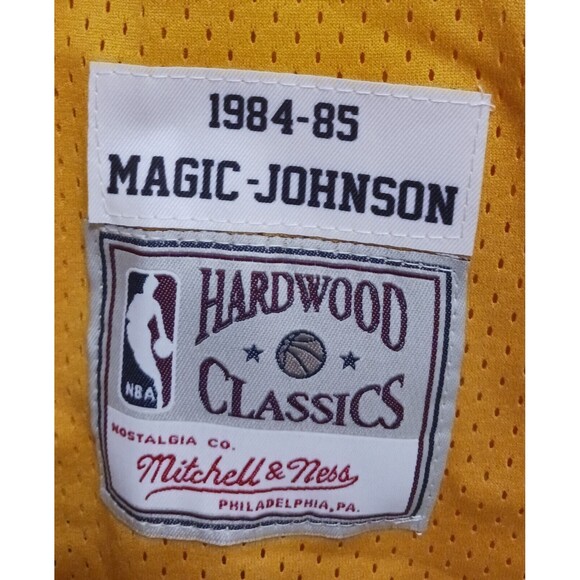 1984-85
MAGIC-JOHNSON
HARDWOOD
CLASSICS
NBA
NOSTALGIA CO.
Mitchell & Ness
PHILADELPHIA, PA.